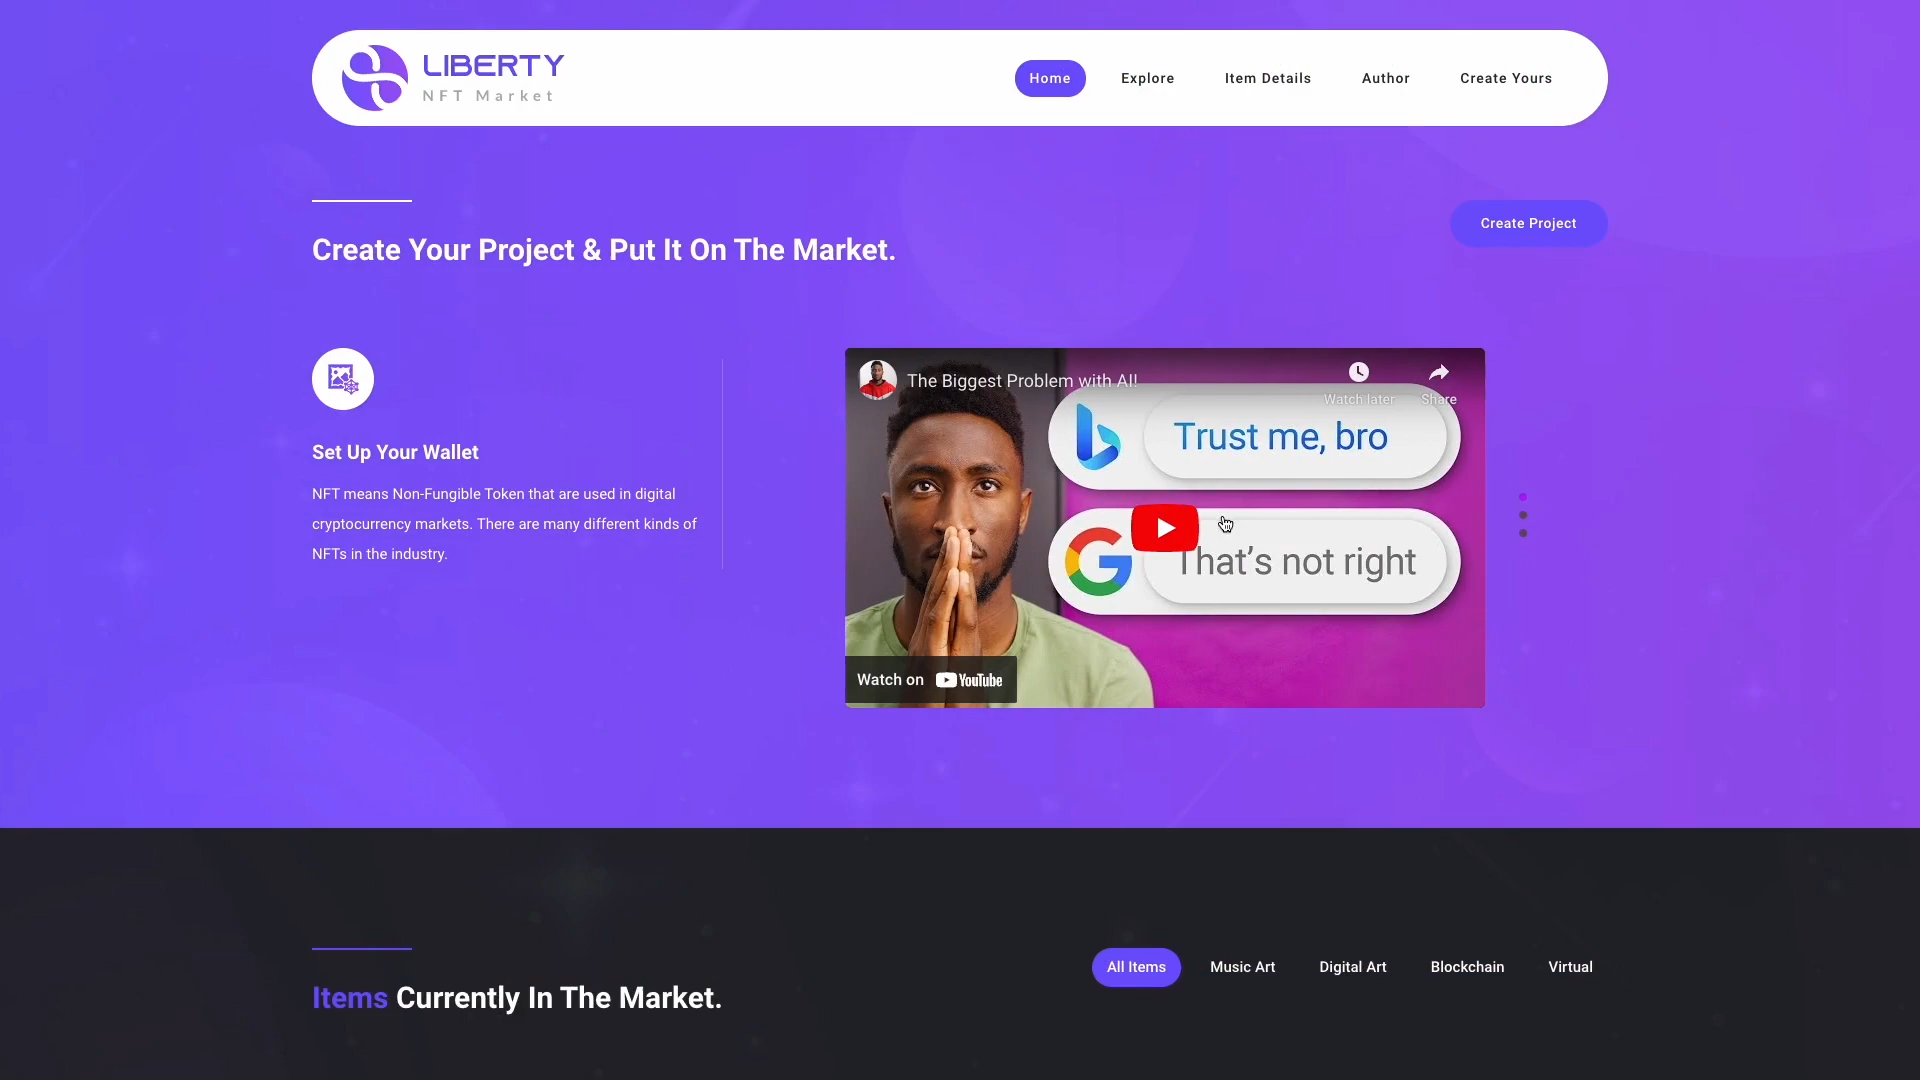 LIBERTY
NFT Market
Home
Explore
Item Details
Author
Create Yours
Create Your Project & Put It On The Market.
Create Project
The Biggest Problem with AI!
Watch later
Share
Trust me, bro
That’s not right
Watch on YouTube
Set Up Your Wallet
NFT means Non-Fungible Token that are used in digital
cryptocurrency markets. There are many different kinds of
NFTs in the industry.
Items Currently In The Market.
All Items
Music Art
Digital Art
Blockchain
Virtual